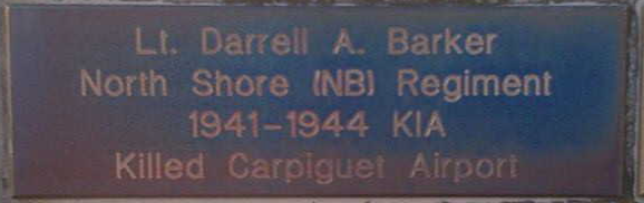 Lt. Darrell A. Barker
North Shore (NB) Regiment
1941-1944 KIA
Killed Carpiguet Airport